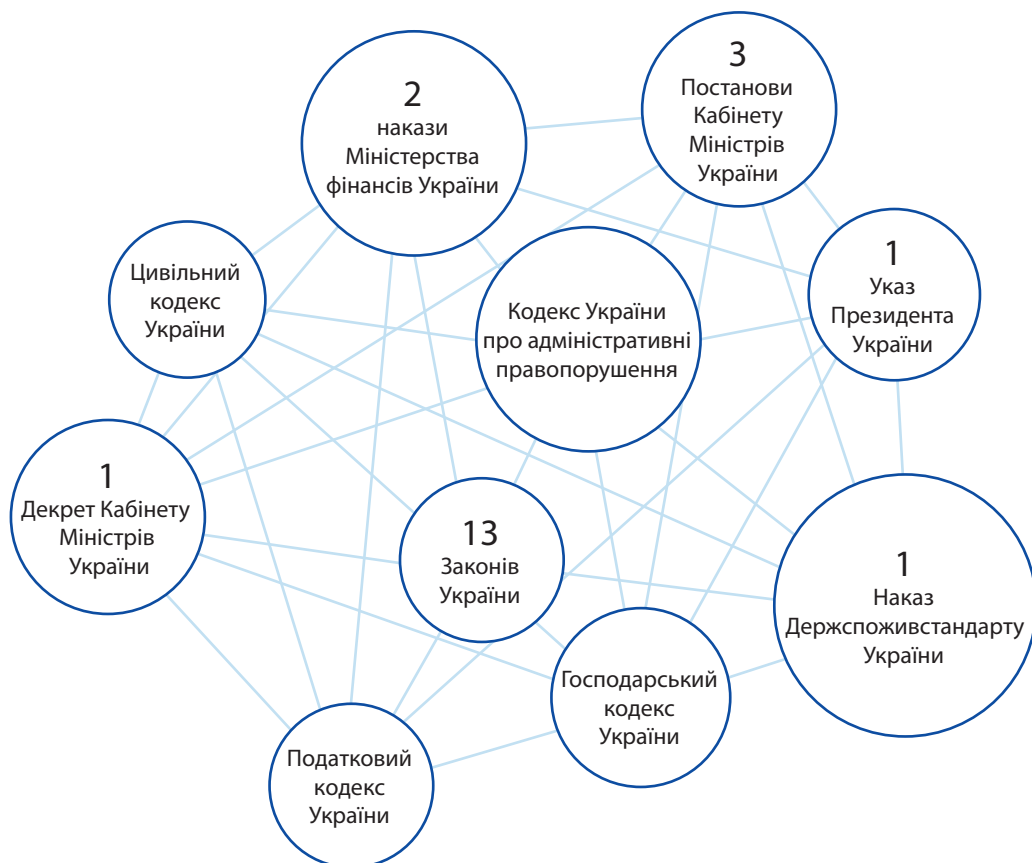 2
накази
Міністерства
фінансів України
3
Постанови
Кабінету
Міністрів
України
Цивільний
кодекс
України
Кодекс України
про адміністративні
правопорушення
1
Указ
Президента
України
1
Декрет Кабінету
Міністрів
України
13
Законів
України
1
Наказ
Держспоживстандарту
України
Господарський
кодекс
України
Податковий
кодекс
України